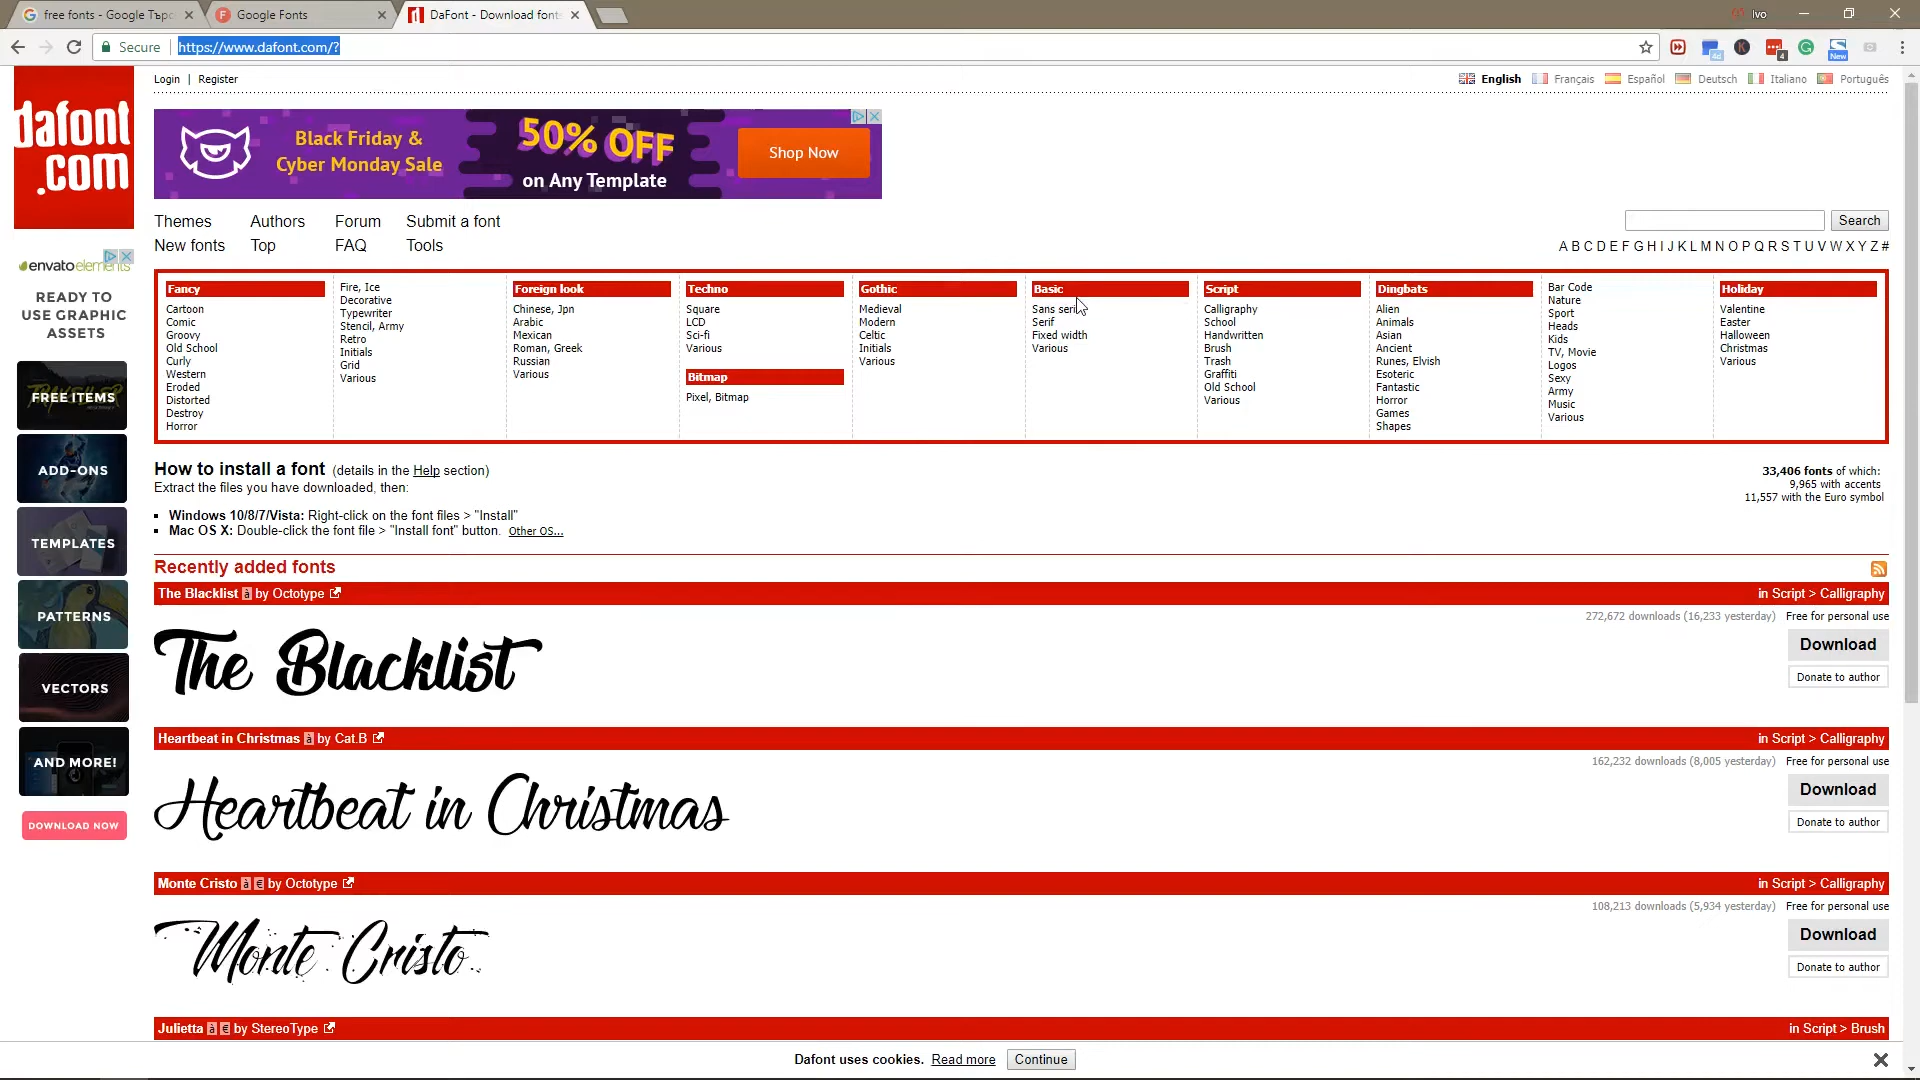 free fonts - Google Търс
Google Fonts
DaFont - Download font
Ivo
Secure
https://www.dafont.com/?
4d
4
New
dafont
.com
Login | Register
English Français Español Deutsch Italiano Português
Black Friday &
Cyber Monday Sale
50% OFF
on Any Template
Shop Now
Themes Authors Forum Submit a font
New fonts Top FAQ Tools
Search
A B C D E F G H I J K L M N O P Q R S T U V W X Y Z #
envatoelements
READY TO
USE GRAPHIC
ASSETS
FREE ITEMS
ADD-ONS
TEMPLATES
PATTERNS
VECTORS
AND MORE!
DOWNLOAD NOW
Fancy
Cartoon
Comic
Groovy
Old School
Curly
Western
Eroded
Distorted
Destroy
Horror
Fire, Ice
Decorative
Typewriter
Stencil, Army
Retro
Initials
Grid
Various
Foreign look
Chinese, Jpn
Arabic
Mexican
Roman, Greek
Russian
Various
Techno
Square
LCD
Sci-fi
Various
Bitmap
Pixel, Bitmap
Gothic
Medieval
Modern
Celtic
Initials
Various
Basic
Sans serif
Serif
Fixed width
Various
Script
Calligraphy
School
Handwritten
Brush
Trash
Graffiti
Old School
Various
Dingbats
Alien
Animals
Asian
Ancient
Runes, Elvish
Esoteric
Fantastic
Horror
Games
Shapes
Bar Code
Nature
Sport
Heads
Kids
TV, Movie
Logos
Sexy
Army
Music
Various
Holiday
Valentine
Easter
Halloween
Christmas
Various
How to install a font (details in the Help section)
Extract the files you have downloaded, then:
Windows 10/8/7/Vista: Right-click on the font files > "Install"
Mac OS X: Double-click the font file > "Install font" button. Other OS...
33,406 fonts of which:
9,965 with accents
11,557 with the Euro symbol
Recently added fonts
The Blacklist à by Octotype in Script > Calligraphy
272,672 downloads (16,233 yesterday) Free for personal use
The Blacklist
Download
Donate to author
Heartbeat in Christmas à by Cat.B in Script > Calligraphy
162,232 downloads (8,005 yesterday) Free for personal use
Heartbeat in Christmas
Download
Donate to author
Monte Cristo à € by Octotype in Script > Calligraphy
108,213 downloads (5,934 yesterday) Free for personal use
Monte Cristo
Download
Donate to author
Julietta à € by StereoType in Script > Brush
Dafont uses cookies. Read more Continue